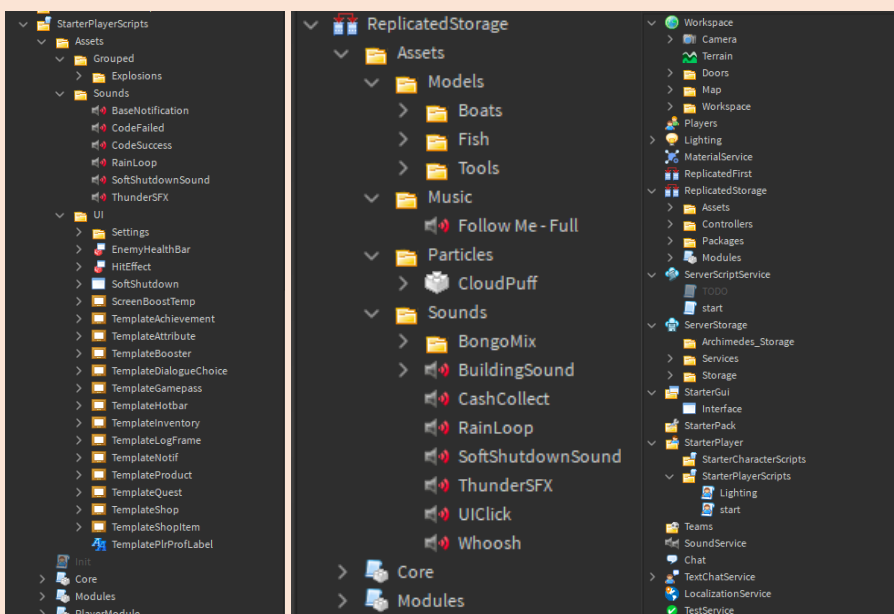 StarterPlayerScripts
Assets
Grouped
Explosions
Sounds
BaseNotification
CodeFailed
CodeSuccess
RainLoop
SoftShutdownSound
ThunderSFX
UI
Settings
EnemyHealthBar
HitEffect
SoftShutdown
ScreenBoostTemp
TemplateAchievement
TemplateAttribute
TemplateBooster
TemplateDialogueChoice
TemplateGamepass
TemplateHotbar
TemplateInventory
TemplateLogFrame
TemplateNotif
TemplateProduct
TemplateQuest
TemplateShop
TemplateShopItem
TemplatePlrProfLabel
Init
Core
Modules
PlayerModule
ReplicatedStorage
Assets
Models
Boats
Fish
Tools
Music
Follow Me - Full
Particles
CloudPuff
Sounds
BongoMix
BuildingSound
CashCollect
RainLoop
SoftShutdownSound
ThunderSFX
UIClick
Whoosh
Core
Modules
Workspace
Camera
Terrain
Doors
Map
Workspace
Players
Lighting
MaterialService
ReplicatedFirst
ReplicatedStorage
Assets
Controllers
Packages
Modules
ServerScriptService
TODO
start
ServerStorage
Archimedes_Storage
Services
Storage
StarterGui
Interface
StarterPack
StarterPlayer
StarterCharacterScripts
StarterPlayerScripts
Lighting
start
Teams
SoundService
Chat
TextChatService
LocalizationService
TestService